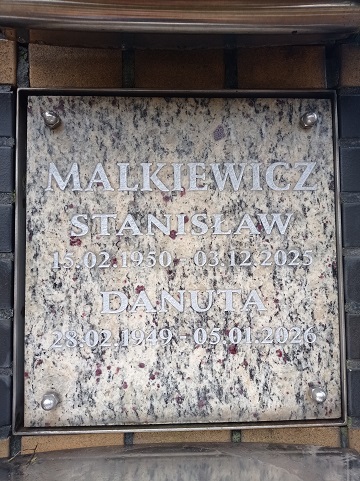 MALKIEWICZ
STANISŁAW
15.02.1950 - 03.12.2025
DANUTA
28.02.1949 - 05.01.2026